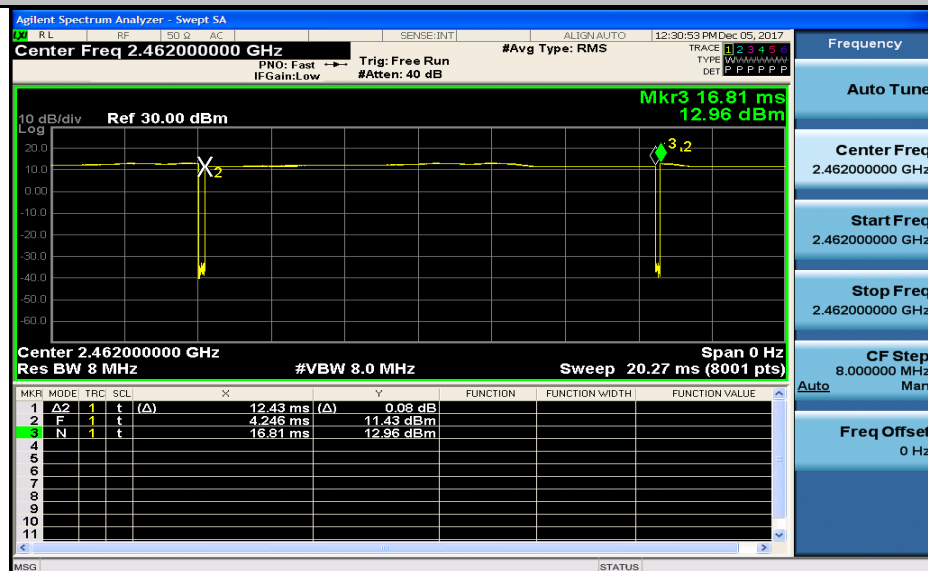 Agilent Spectrum Analyzer - Swept SA
LXI RL RF 50 Ω AC SENSE:INT ALIGN AUTO 12:30:53 PM Dec 05, 2017
Center Freq 2.462000000 GHz #Avg Type: RMS TRACE 1 2 3 4 5 6
PNO: Fast Trig: Free Run TYPE WWWWWW
IFGain:Low #Atten: 40 dB DET P P P P P P
Mkr3 16.81 ms
12.96 dBm
10 dB/div Ref 30.00 dBm
Log
20.0
10.0
0.00
-10.0
-20.0
-30.0
-40.0
-50.0
-60.0
X2
3 ,2
Center 2.462000000 GHz Span 0 Hz
Res BW 8 MHz #VBW 8.0 MHz Sweep 20.27 ms (8001 pts)
MKR MODE TRC SCL X Y FUNCTION FUNCTION WIDTH FUNCTION VALUE
1 Δ2 1 t (Δ) 12.43 ms (Δ) 0.08 dB
2 F 1 t 4.246 ms 11.43 dBm
3 N 1 t 16.81 ms 12.96 dBm
4
5
6
7
8
9
10
11
MSG STATUS
Frequency
Auto Tune
Center Freq
2.462000000 GHz
Start Freq
2.462000000 GHz
Stop Freq
2.462000000 GHz
CF Step
8.000000 MHz
Auto Man
Freq Offset
0 Hz